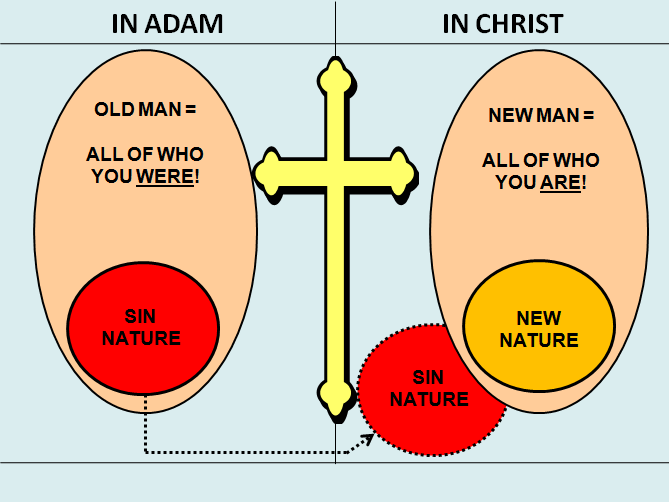 IN ADAM
IN CHRIST
OLD MAN =
ALL OF WHO
YOU WERE!
SIN
NATURE
NEW MAN =
ALL OF WHO
YOU ARE!
NEW
NATURE
SIN
NATURE